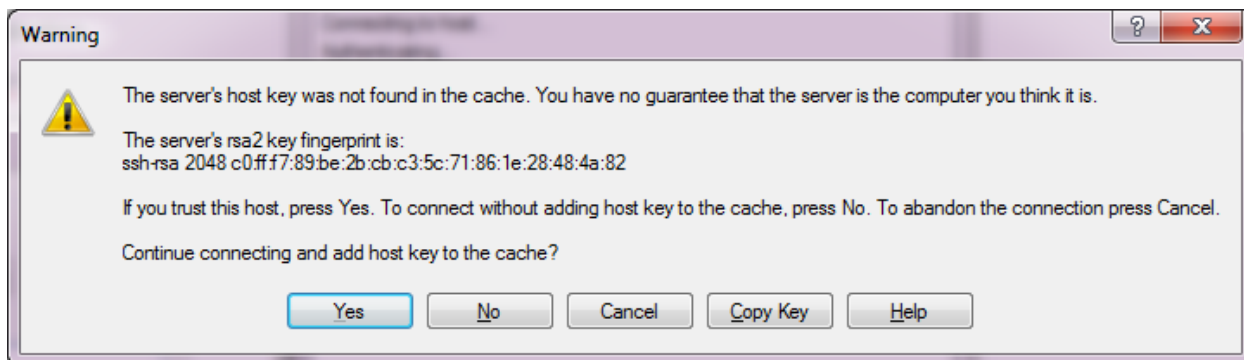 Connecting to host...
Authenticating...
Warning
The server's host key was not found in the cache. You have no guarantee that the server is the computer you think it is.
The server's rsa2 key fingerprint is:
ssh-rsa 2048 c0:ff:f7:89:be:2b:cb:c3:5c:71:86:1e:28:48:4a:82
If you trust this host, press Yes. To connect without adding host key to the cache, press No. To abandon the connection press Cancel.
Continue connecting and add host key to the cache?
Yes No Cancel Copy Key Help